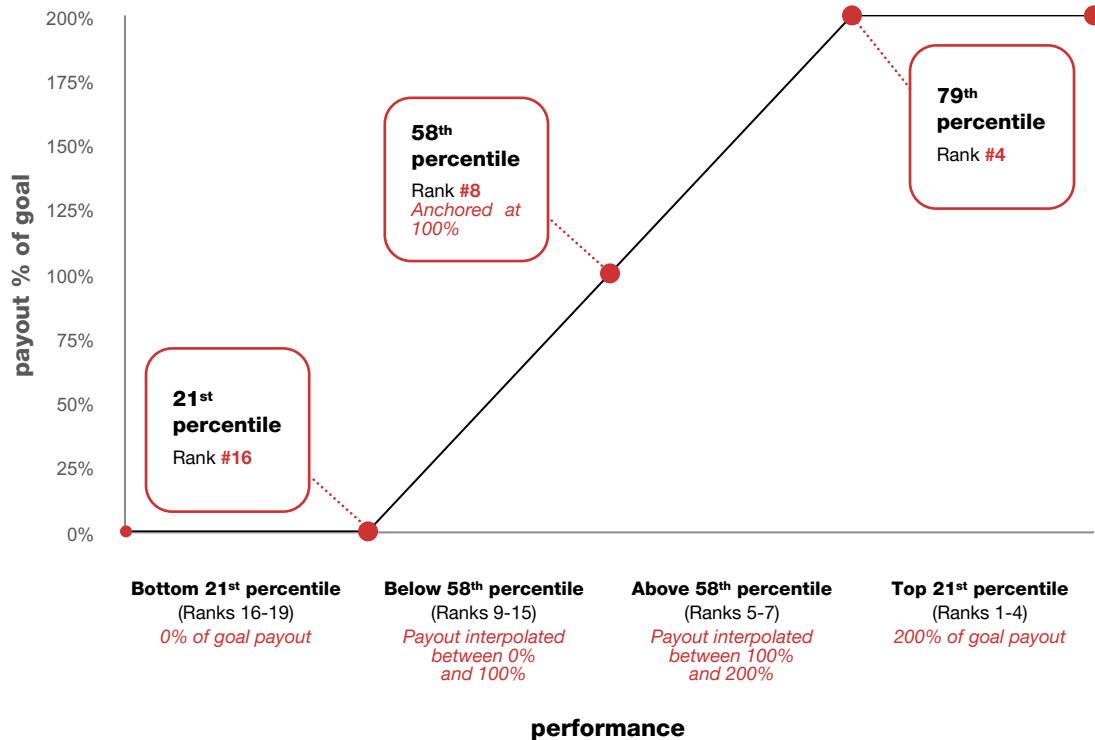 200%
175%
150%
125%
100%
75%
50%
25%
0%
payout % of goal
21st
percentile
Rank #16
58th
percentile
Rank #8
Anchored at
100%
79th
percentile
Rank #4
Bottom 21st percentile
(Ranks 16-19)
0% of goal payout
Below 58th percentile
(Ranks 9-15)
Payout interpolated
between 0%
and 100%
Above 58th percentile
(Ranks 5-7)
Payout interpolated
between 100%
and 200%
Top 21st percentile
(Ranks 1-4)
200% of goal payout
performance